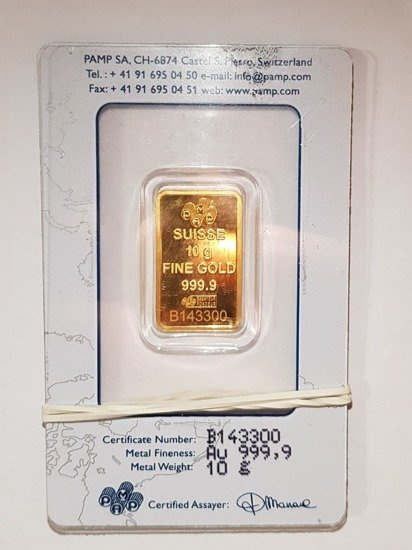 PAMP SA, CH-6874 Castel S. Pietro, Switzerland
Tel. : + 41 91 695 04 50 e-mail: info@pamp.com
Fax: + 41 91 695 04 51 web: www.pamp.com
PAMP
SUISSE
10 g
FINE GOLD
999.9
B143300
Certificate Number: B143300
Metal Fineness: Au 999,9
Metal Weight: 10 g
PAMP
Certified Assayer: